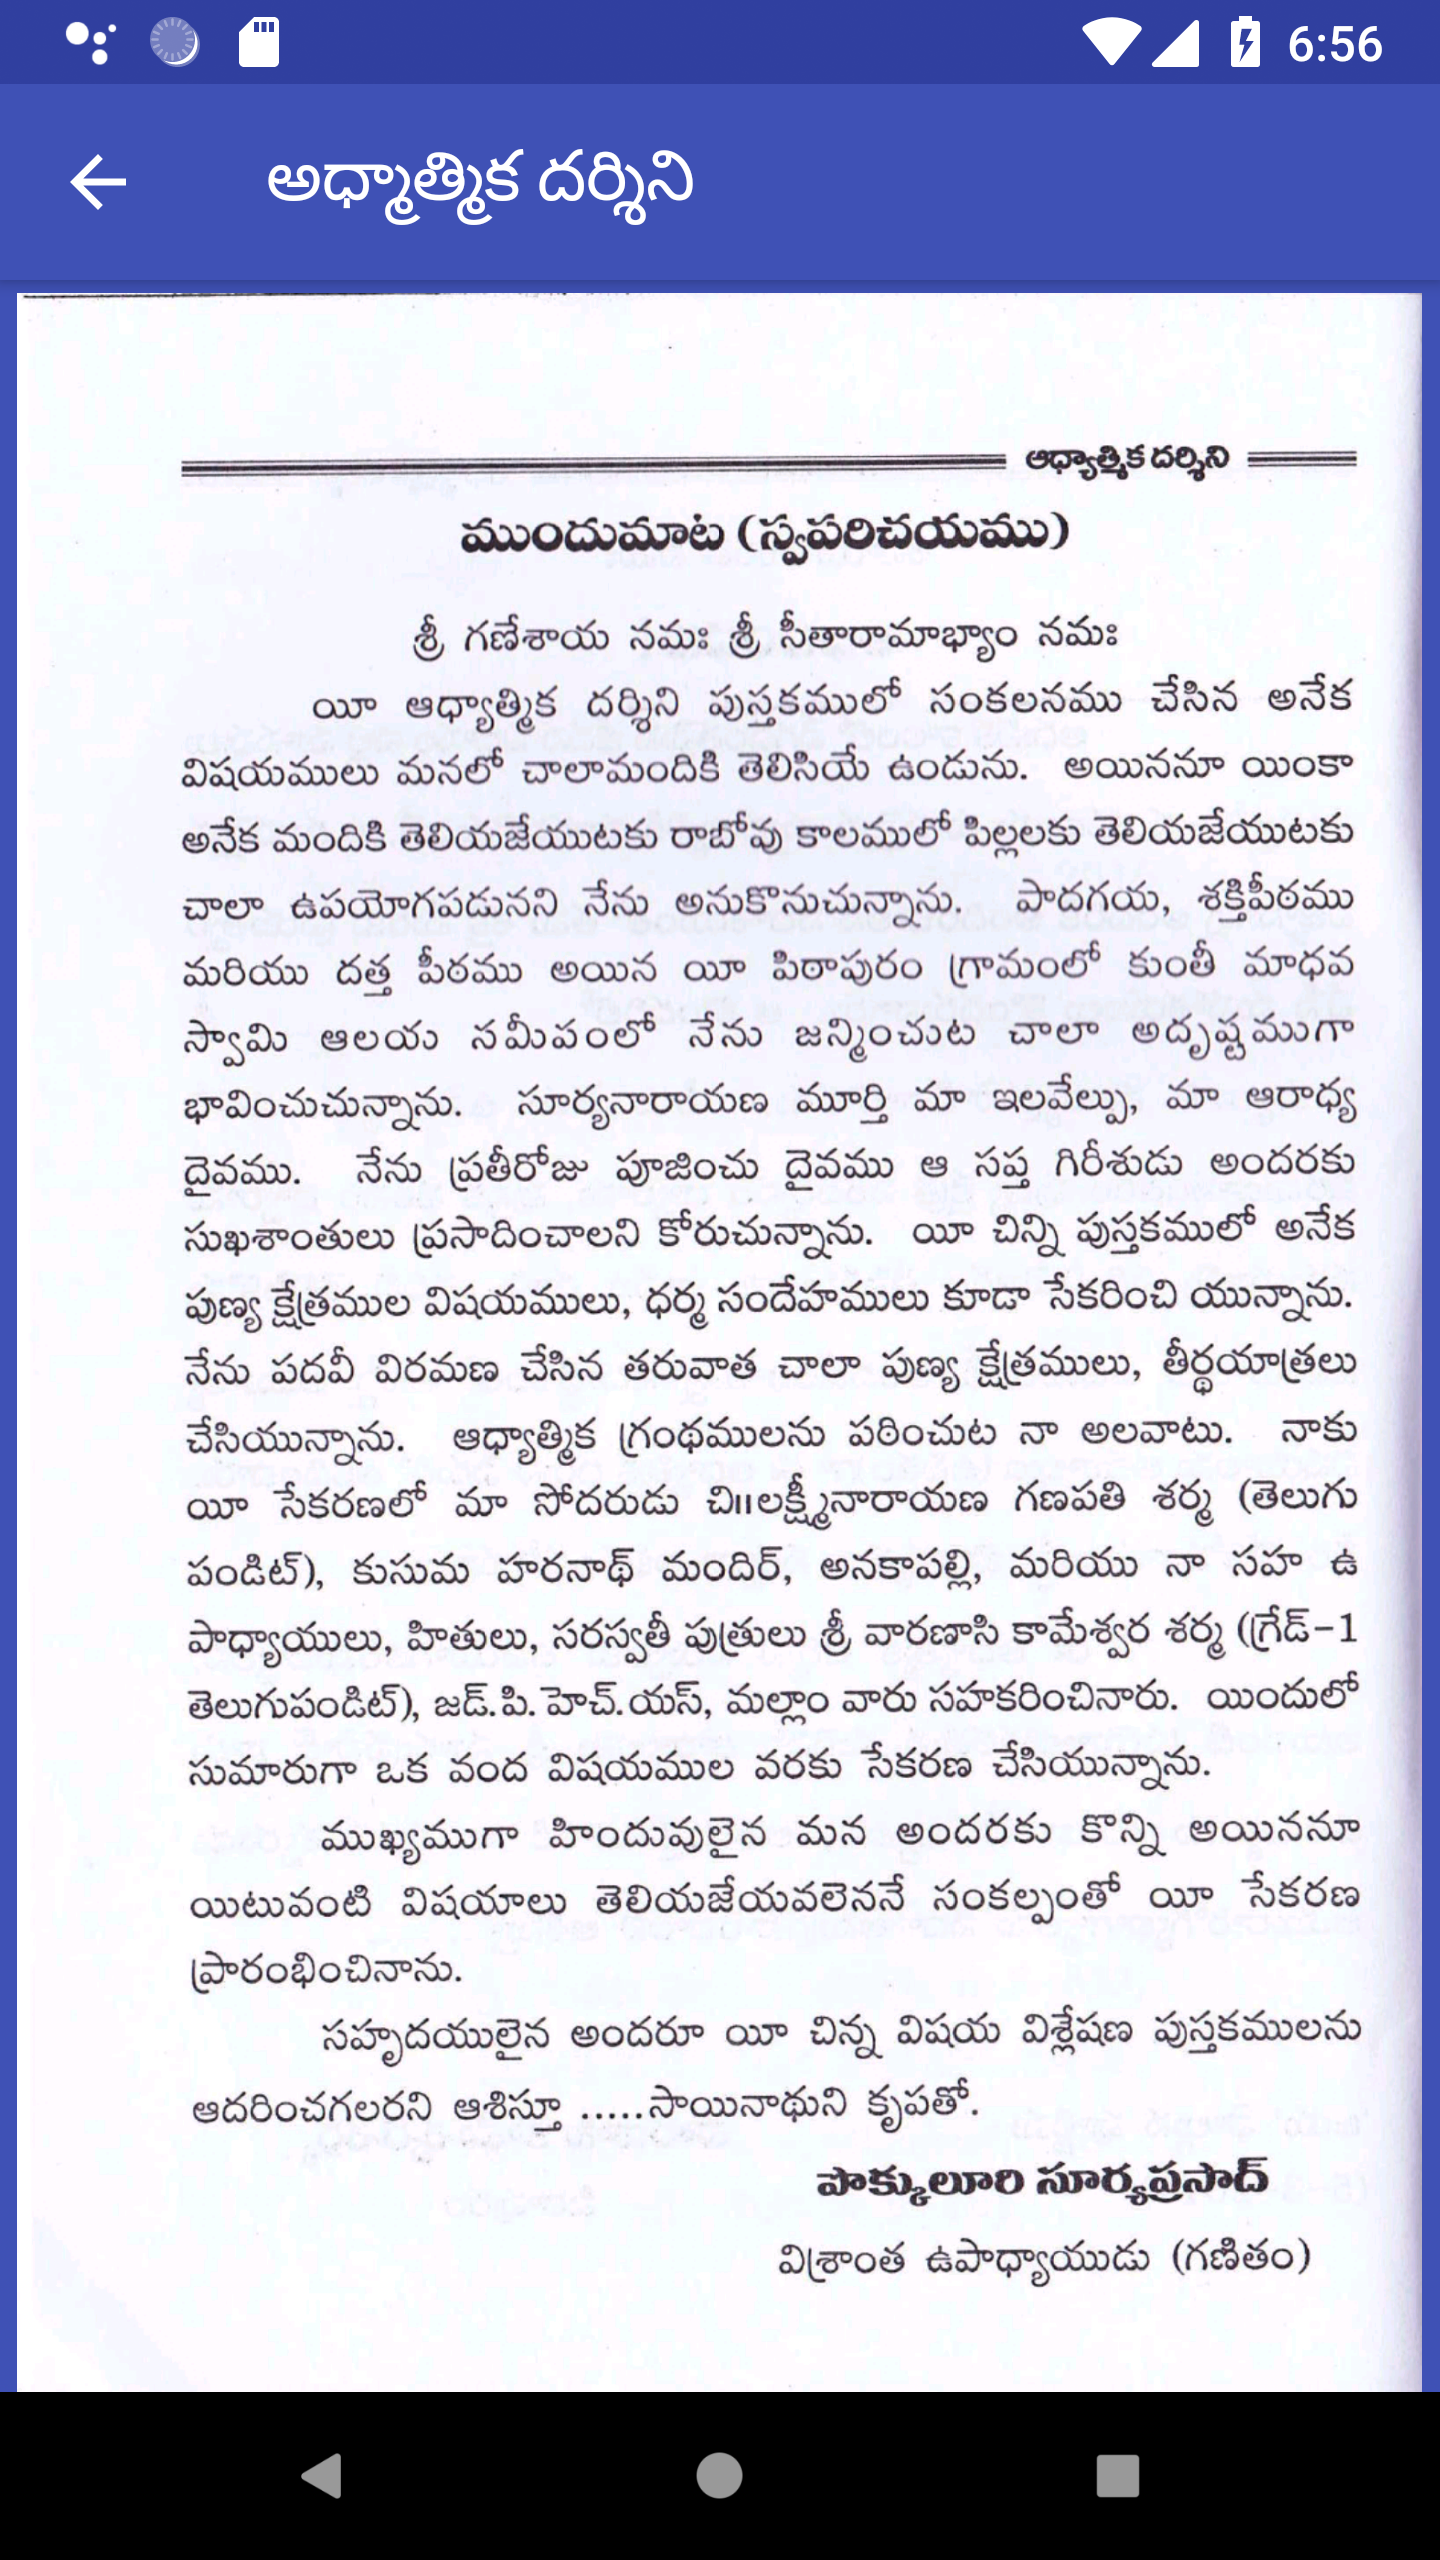 6:56
అధ్మాత్మిక దర్శిని
ఆధ్యాత్మిక దర్శిని
ముందుమాట (స్వపరిచయము)
శ్రీ గణేశాయ నమః శ్రీ సీతారామాభ్యాం నమః
యీ ఆధ్యాత్మిక దర్శిని పుస్తకములో సంకలనము చేసిన అనేక
విషయములు మనలో చాలామందికి తెలిసియే ఉండును. అయిననూ యింకా
అనేక మందికి తెలియజేయుటకు రాబోవు కాలములో పిల్లలకు తెలియజేయుటకు
చాలా ఉపయోగపడునని నేను అనుకొనుచున్నాను. పాదగయ, శక్తిపీఠము
మరియు దత్త పీఠము అయిన యీ పిఠాపురం గ్రామంలో కుంతీ మాధవ
స్వామి ఆలయ సమీపంలో నేను జన్మించుట చాలా అదృష్టముగా
భావించుచున్నాను. సూర్యనారాయణ మూర్తి మా ఇలవేల్పు, మా ఆరాధ్య
దైవము. నేను ప్రతీరోజు పూజించు దైవము ఆ సప్త గిరీశుడు అందరకు
సుఖశాంతులు ప్రసాదించాలని కోరుచున్నాను. యీ చిన్ని పుస్తకములో అనేక
పుణ్య క్షేత్రముల విషయములు, ధర్మ సందేహములు కూడా సేకరించి యున్నాను.
నేను పదవీ విరమణ చేసిన తరువాత చాలా పుణ్య క్షేత్రములు, తీర్థయాత్రలు
చేసియున్నాను. ఆధ్యాత్మిక గ్రంథములను పఠించుట నా అలవాటు. నాకు
యీ సేకరణలో మా సోదరుడు చి॥లక్ష్మీనారాయణ గణపతి శర్మ (తెలుగు
పండిట్), కుసుమ హరనాథ్ మందిర్, అనకాపల్లి, మరియు నా సహ ఉ
పాధ్యాయులు, హితులు, సరస్వతీ పుత్రులు శ్రీ వారణాసి కామేశ్వర శర్మ (గ్రేడ్-1
తెలుగుపండిట్), జడ్.పి.హెచ్.యస్, మల్లాం వారు సహకరించినారు. యిందులో
సుమారుగా ఒక వంద విషయముల వరకు సేకరణ చేసియున్నాను.
ముఖ్యముగా హిందువులైన మన అందరకు కొన్ని అయిననూ
యిటువంటి విషయాలు తెలియజేయవలెననే సంకల్పంతో యీ సేకరణ
ప్రారంభించినాను.
సహృదయులైన అందరూ యీ చిన్న విషయ విశ్లేషణ పుస్తకములను
ఆదరించగలరని ఆశిస్తూ .....సాయినాథుని కృపతో.
పొక్కులూరి సూర్యప్రసాద్
విశ్రాంత ఉపాధ్యాయుడు (గణితం)